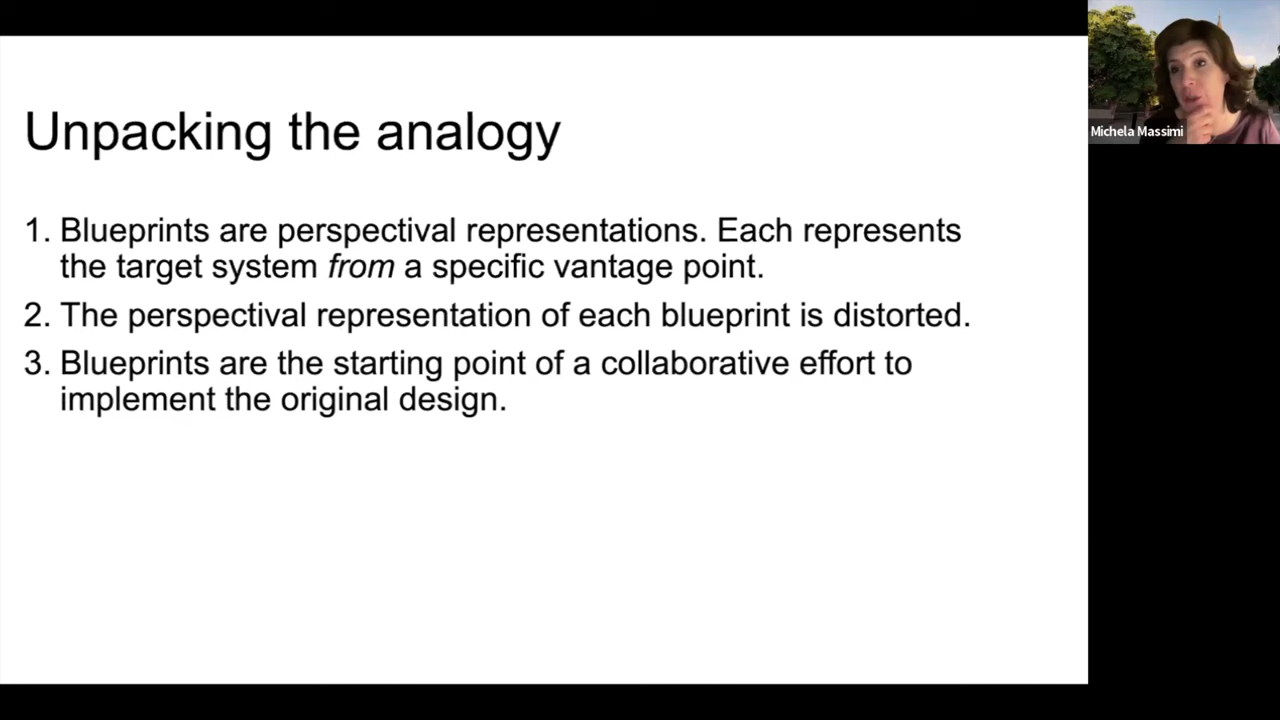 Unpacking the analogy
1. Blueprints are perspectival representations. Each represents
the target system from a specific vantage point.
2. The perspectival representation of each blueprint is distorted.
3. Blueprints are the starting point of a collaborative effort to
implement the original design.
Michela Massimi